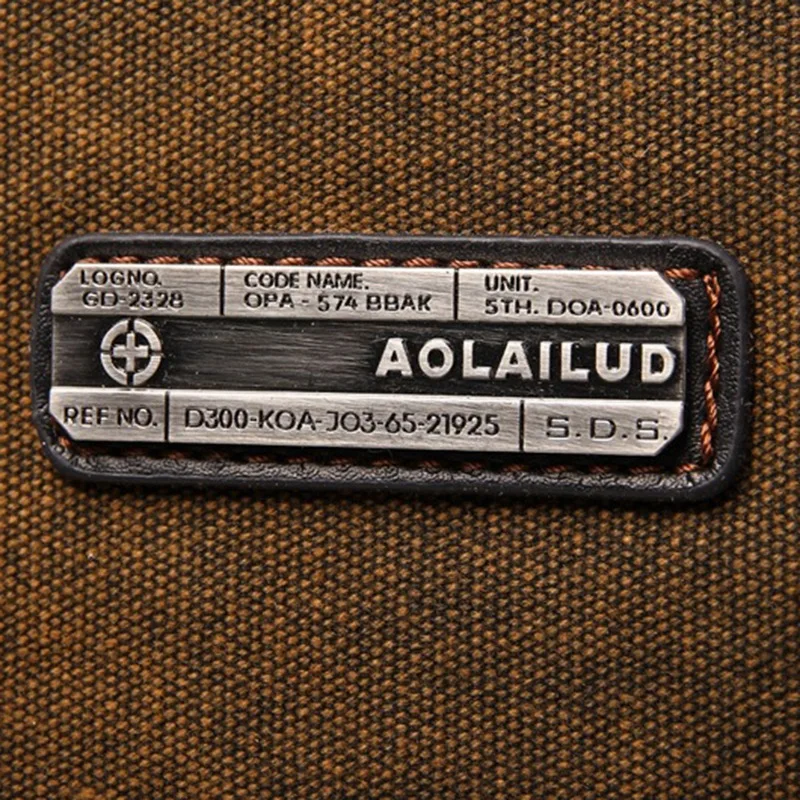 LOGNO. CODE NAME. UNIT.
GD-2328 OPA - 574 BBAK 5TH. DOA-0600
AOLAILUD
REF NO. D300-KOA-JO3-65-21925 S.D.S.